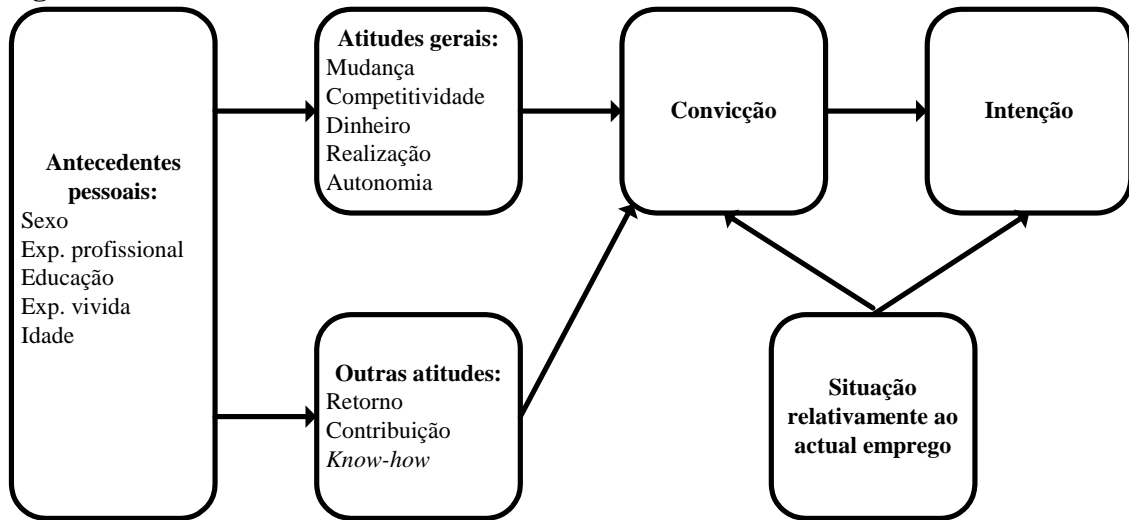 Antecedentes
pessoais:
Sexo
Exp. profissional
Educação
Exp. vivida
Idade
Atitudes gerais:
Mudança
Competitividade
Dinheiro
Realização
Autonomia
Outras atitudes:
Retorno
Contribuição
Know-how
Convicção
Intenção
Situação
relativamente ao
actual emprego